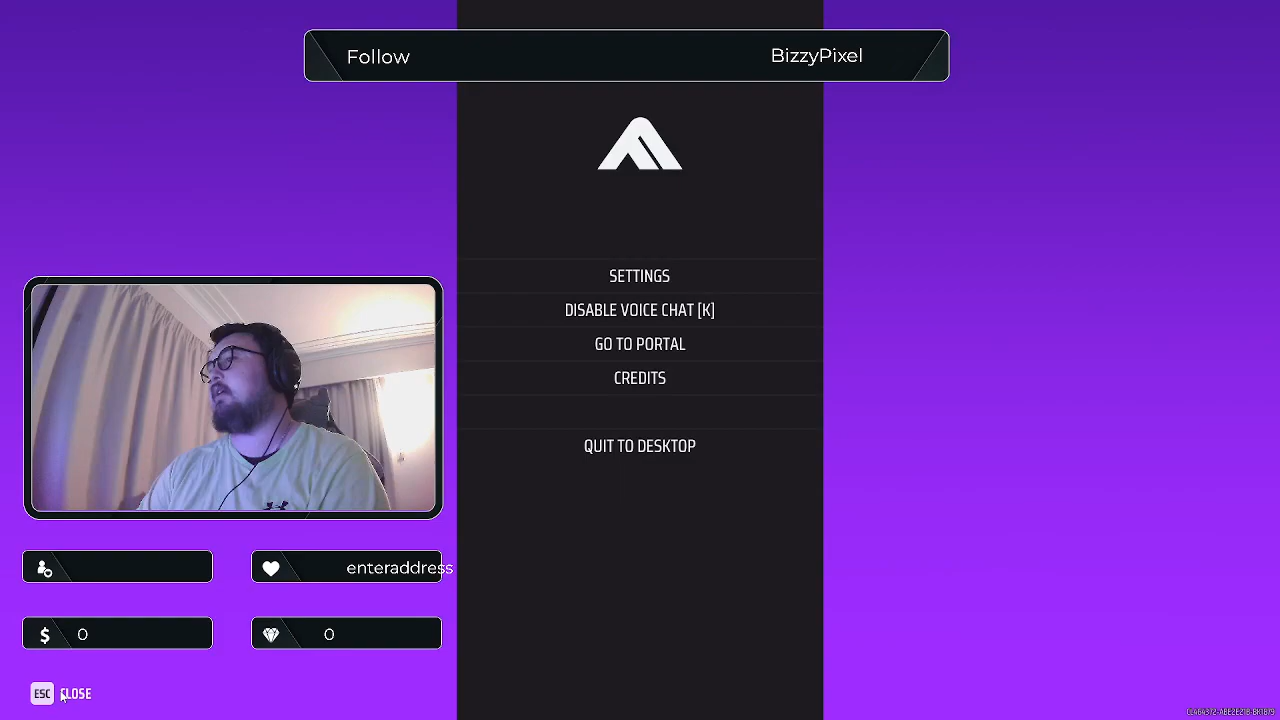 Follow BizzyPixel
SETTINGS
DISABLE VOICE CHAT [K]
GO TO PORTAL
CREDITS
QUIT TO DESKTOP
enteraddress
$ 0 0
ESC CLOSE